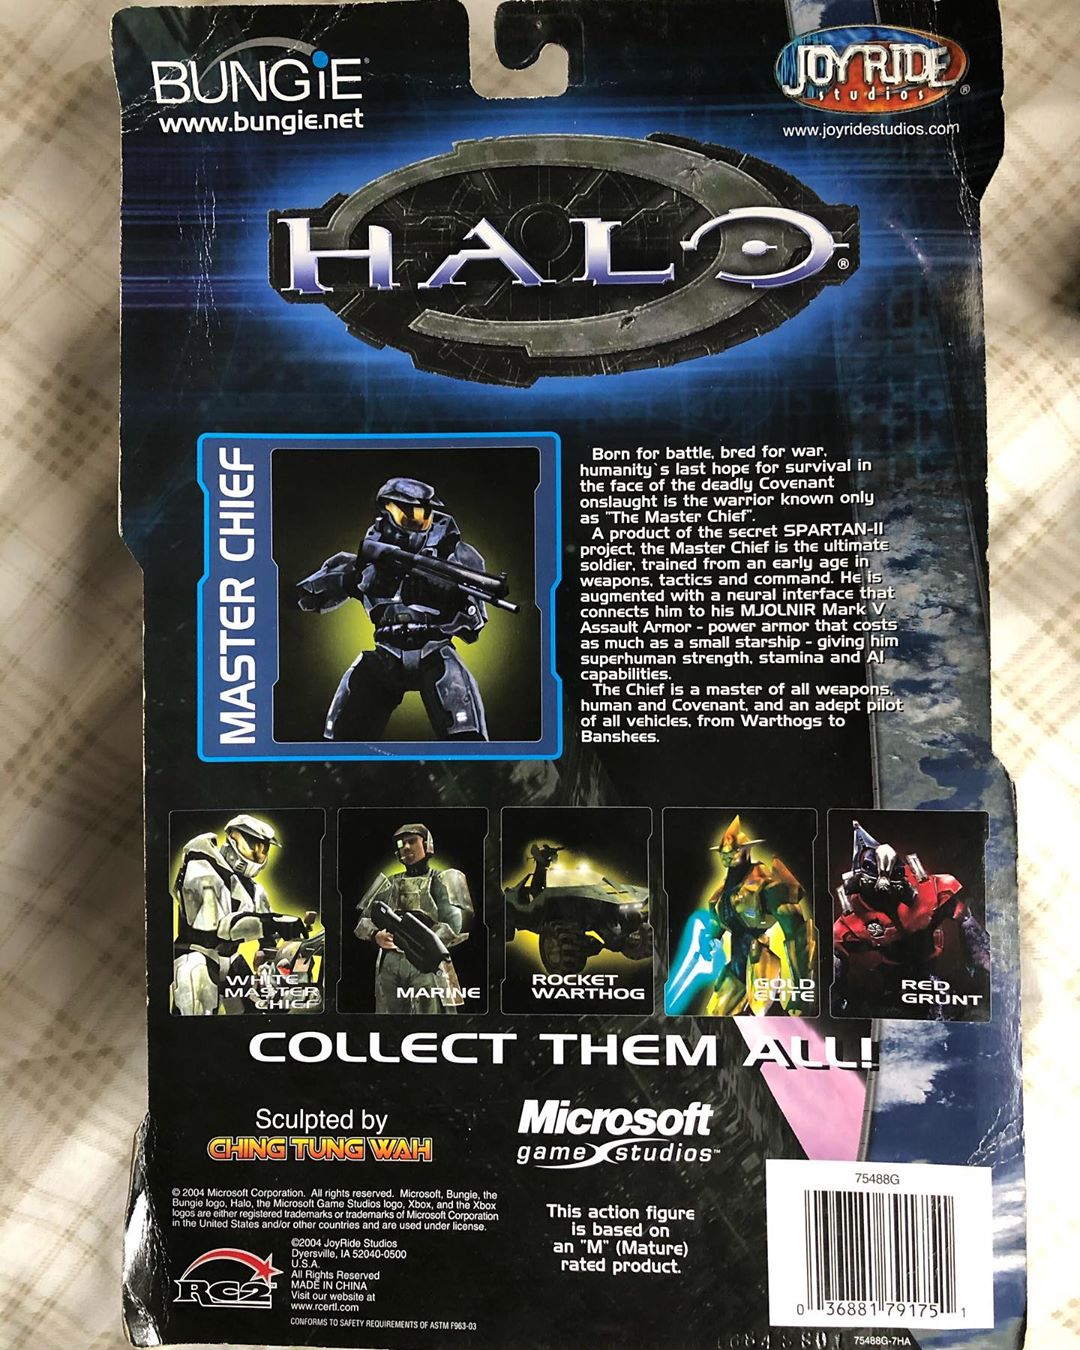 BUNGiE®
www.bungie.net
JOYRIDE
studios®
www.joyridestudios.com
HALO®
MASTER CHIEF
Born for battle, bred for war,
humanity`s last hope for survival in
the face of the deadly Covenant
onslaught is the warrior known only
as "The Master Chief".
A product of the secret SPARTAN-II
project, the Master Chief is the ultimate
soldier, trained from an early age in
weapons, tactics and command. He is
augmented with a neural interface that
connects him to his MJOLNIR Mark V
Assault Armor - power armor that costs
as much as a small starship - giving him
superhuman strength, stamina and AI
capabilities.
The Chief is a master of all weapons,
human and Covenant, and an adept pilot
of all vehicles, from Warthogs to
Banshees.
WHITE
MASTER
CHIEF
MARINE
ROCKET
WARTHOG
GOLD
ELITE
RED
GRUNT
COLLECT THEM ALL!
Sculpted by
CHING TUNG WAH
Microsoft
game studios™
© 2004 Microsoft Corporation. All rights reserved. Microsoft, Bungie, the
Bungie logo, Halo, the Microsoft Game Studios logo, Xbox, and the Xbox
logos are either registered trademarks or trademarks of Microsoft Corporation
in the United States and/or other countries and are used under license.
RC2™
©2004 JoyRide Studios
Dyersville, IA 52040-0500
U.S.A.
All Rights Reserved
MADE IN CHINA
Visit our website at
www.rcertl.com
CONFORMS TO SAFETY REQUIREMENTS OF ASTM F963-03
This action figure
is based on
an "M" (Mature)
rated product.
75488G
0 36881 79175 1
75488G-7HA